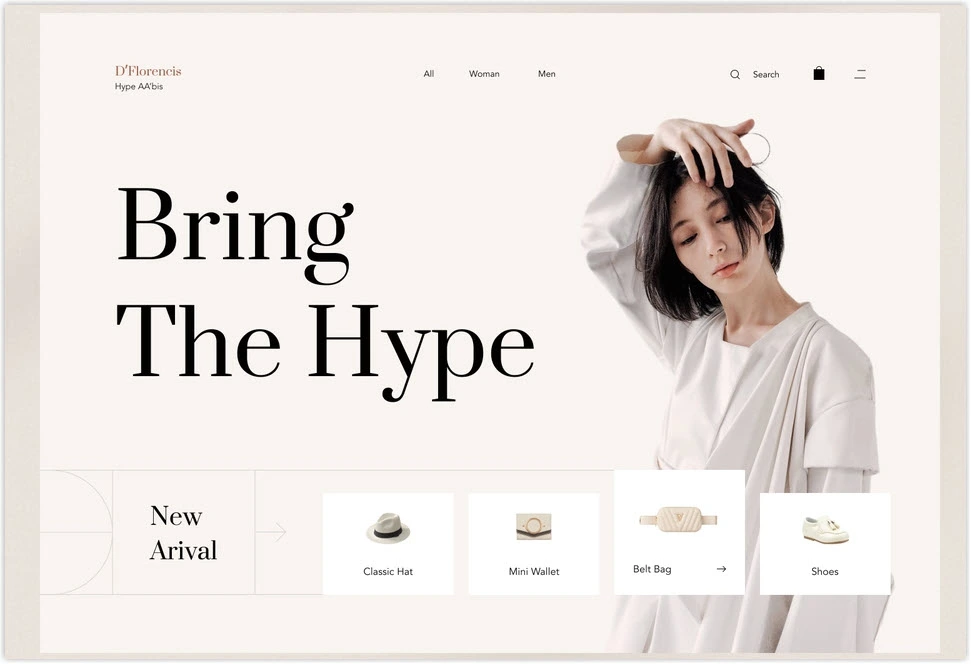 D'Florencis
Hype AA'bis
All
Woman
Men
Search
Bring
The Hype
New
Arival
Classic Hat
Mini Wallet
Belt Bag
Shoes